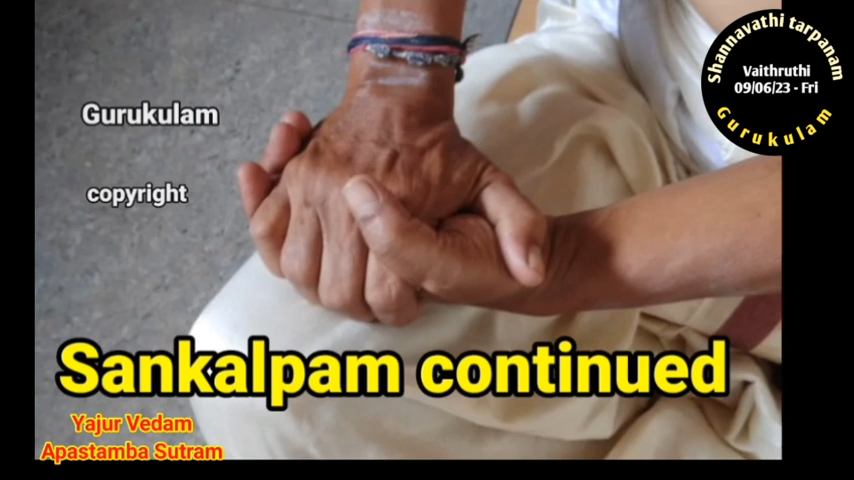 Shannavathi tarpanam
Vaithruthi
09/06/23 - Fri
Gurukulam
Gurukulam
copyright
Sankalpam continued
Yajur Vedam
Apastamba Sutram